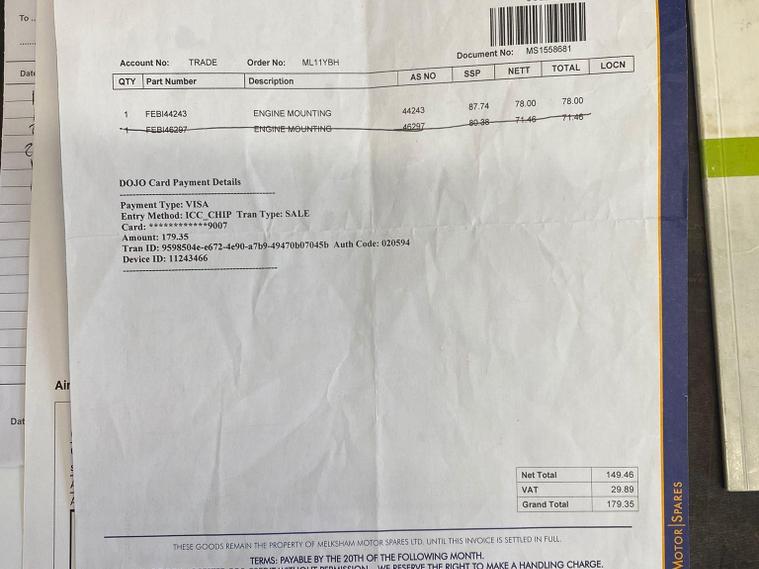 To ..
Date
Account No: TRADE Order No: ML11YBH Document No: MS1558681
QTY Part Number Description AS NO SSP NETT TOTAL LOCN
1 FEBI44243 ENGINE MOUNTING 44243 87.74 78.00 78.00
1 FEBI46297 ENGINE MOUNTING 46297 80.38 71.46 71.46
DOJO Card Payment Details
Payment Type: VISA
Entry Method: ICC_CHIP Tran Type: SALE
Card: ************9007
Amount: 179.35
Tran ID: 9598504e-e672-4e90-a7b9-49470b07045b Auth Code: 020594
Device ID: 11243466
Air
Dat
Net Total 149.46
VAT 29.89
Grand Total 179.35
MOTOR|SPARES
THESE GOODS REMAIN THE PROPERTY OF MELKSHAM MOTOR SPARES LTD. UNTIL THIS INVOICE IS SETTLED IN FULL.
TERMS: PAYABLE BY THE 20TH OF THE FOLLOWING MONTH.
WITHOUT PERMISSION WE RESERVE THE RIGHT TO MAKE A HANDLING CHARGE.